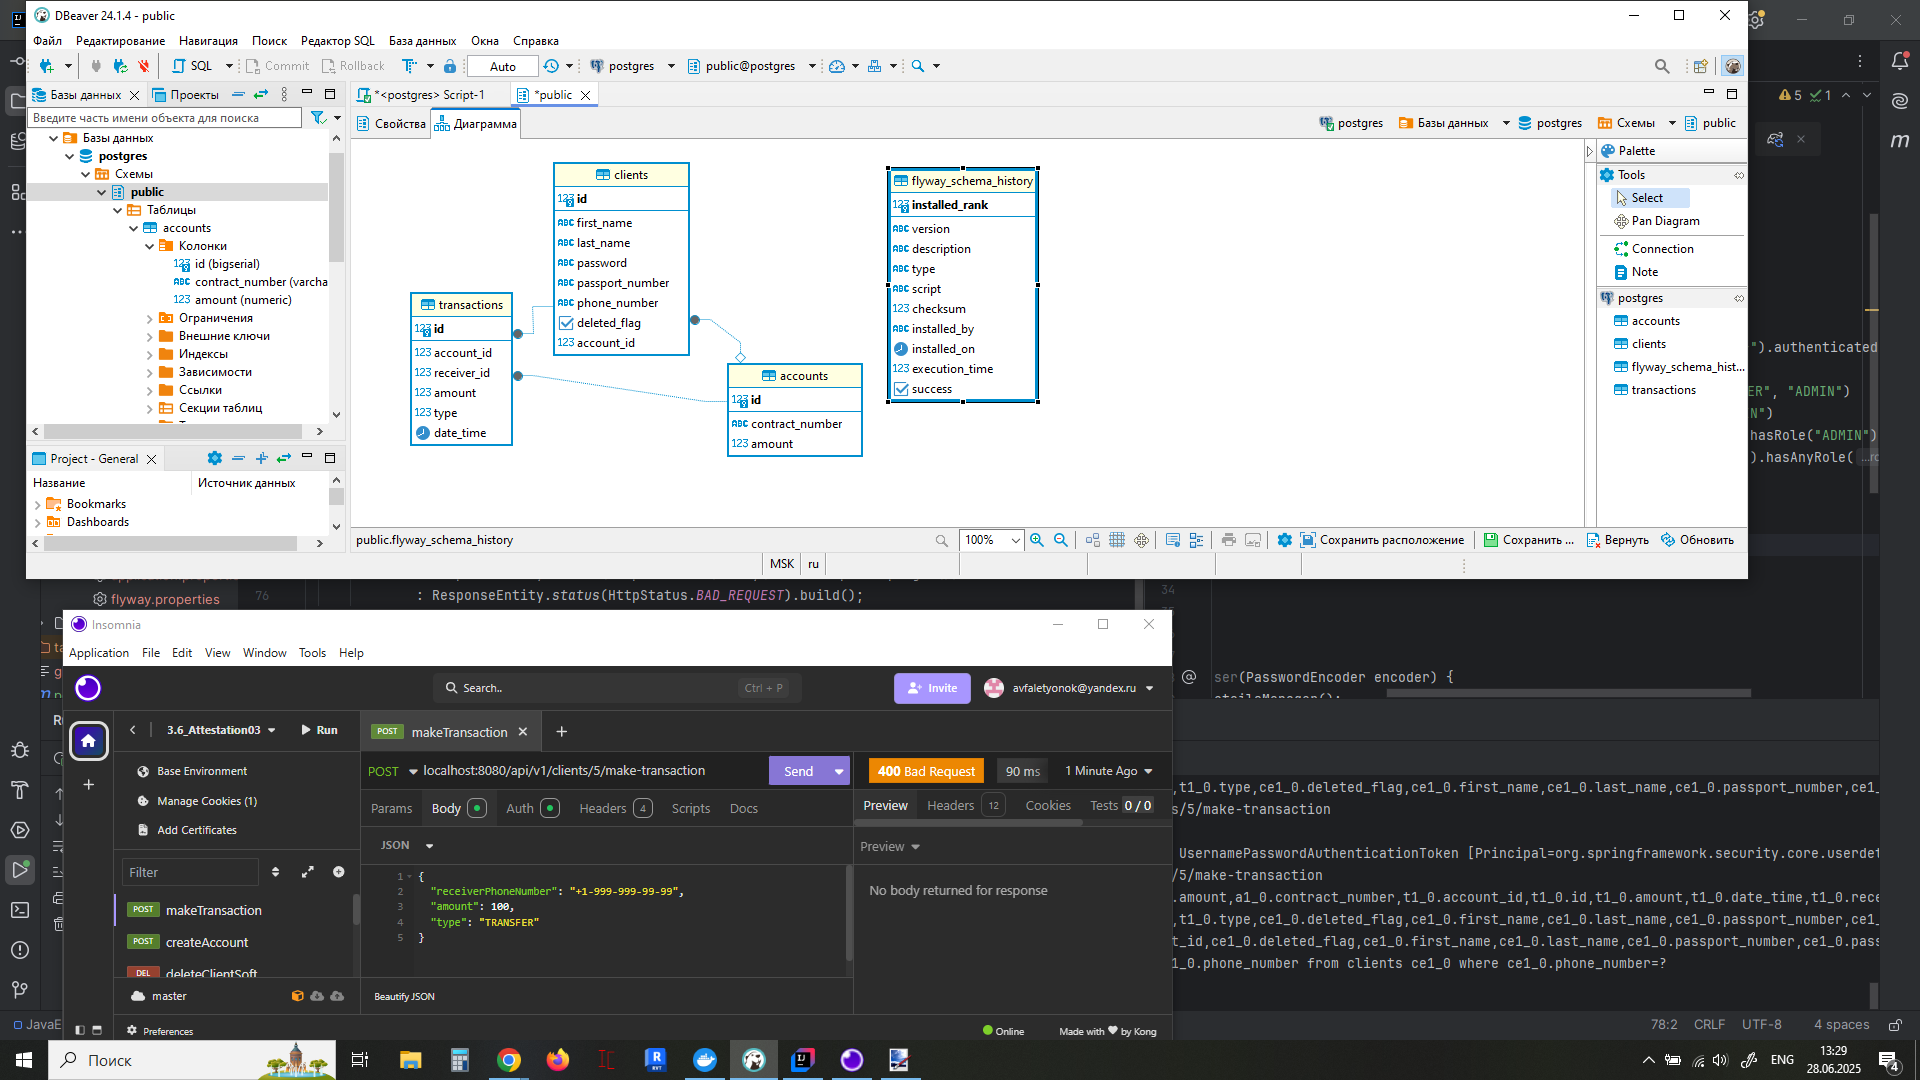 DBeaver 24.1.4 - public
Файл Редактирование Навигация Поиск Редактор SQL База данных Окна Справка
SQL Commit Rollback Auto postgres public@postgres
Базы данных Проекты
*<postgres> Script-1 *public
Введите часть имени объекта для поиска
Свойства Диаграмма
postgres Базы данных postgres Схемы public
Базы данных
postgres
Схемы
public
Таблицы
accounts
Колонки
id (bigserial)
contract_number (varcha
amount (numeric)
Ограничения
Внешние ключи
Индексы
Зависимости
Ссылки
Секции таблиц
Project - General
Название Источник данных
Bookmarks
Dashboards
clients
id
first_name
last_name
password
passport_number
phone_number
deleted_flag
account_id
transactions
id
account_id
receiver_id
amount
type
date_time
accounts
id
contract_number
amount
flyway_schema_history
installed_rank
version
description
type
script
checksum
installed_by
installed_on
execution_time
success
Palette
Tools
Select
Pan Diagram
Connection
Note
postgres
accounts
clients
flyway_schema_hist...
transactions
public.flyway_schema_history
100%
Сохранить расположение Сохранить ... Вернуть Обновить
MSK ru
5 1
").authenticated
ER", "ADMIN")
N")
hasRole("ADMIN")
).hasAnyRole(
flyway.properties
76 : ResponseEntity.status(HttpStatus.BAD_REQUEST).build();
34
ser(PasswordEncoder encoder) {
Insomnia
Application File Edit View Window Tools Help
Search.. Ctrl + P
Invite avfaletyonok@yandex.ru
3.6_Attestation03 Run
POST makeTransaction
Base Environment
Manage Cookies (1)
Add Certificates
Filter
POST makeTransaction
POST createAccount
DEL deleteClientSoft
master
Preferences
POST localhost:8080/api/v1/clients/5/make-transaction Send
Params Body Auth Headers 4 Scripts Docs
JSON
1 {
2 "receiverPhoneNumber": "+1-999-999-99-99",
3 "amount": 100,
4 "type": "TRANSFER"
5 }
Beautify JSON
400 Bad Request 90 ms 1 Minute Ago
Preview Headers 12 Cookies Tests 0 / 0
Preview
No body returned for response
Online Made with by Kong
,t1_0.type,ce1_0.deleted_flag,ce1_0.first_name,ce1_0.last_name,ce1_0.passport_number,ce1_
s/5/make-transaction
UsernamePasswordAuthenticationToken [Principal=org.springframework.security.core.userdet
s/5/make-transaction
.amount,a1_0.contract_number,t1_0.account_id,t1_0.id,t1_0.amount,t1_0.date_time,t1_0.rece
,t1_0.type,ce1_0.deleted_flag,ce1_0.first_name,ce1_0.last_name,ce1_0.passport_number,ce1_
t_id,ce1_0.deleted_flag,ce1_0.first_name,ce1_0.last_name,ce1_0.passport_number,ce1_0.pass
1_0.phone_number from clients ce1_0 where ce1_0.phone_number=?
JavaE
78:2 CRLF UTF-8 4 spaces
Поиск
ENG
13:29
28.06.2025
4